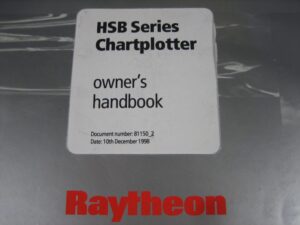 HSB Series
Chartplotter
owner's
handbook
Document number: 81150_2
Date: 10th December 1998
Raytheon